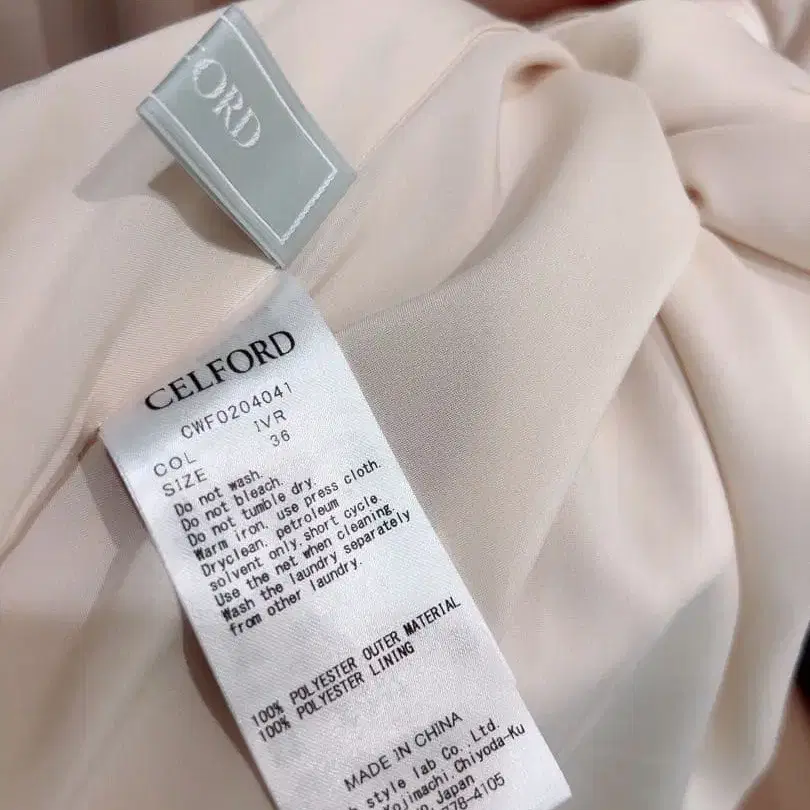 ORD
CELFORD
CWF0204041
COL IVR
SIZE 36
Do not wash.
Do not bleach.
Do not tumble dry.
Warm iron, use press cloth.
Dryclean, petroleum
solvent only, short cycle.
Use the net when cleaning.
Wash the laundry separately
from other laundry.
100% POLYESTER OUTER MATERIAL
100% POLYESTER LINING
MADE IN CHINA
style lab Co., Ltd.
Kojimachi, Chiyoda-Ku
Japan
78-4105